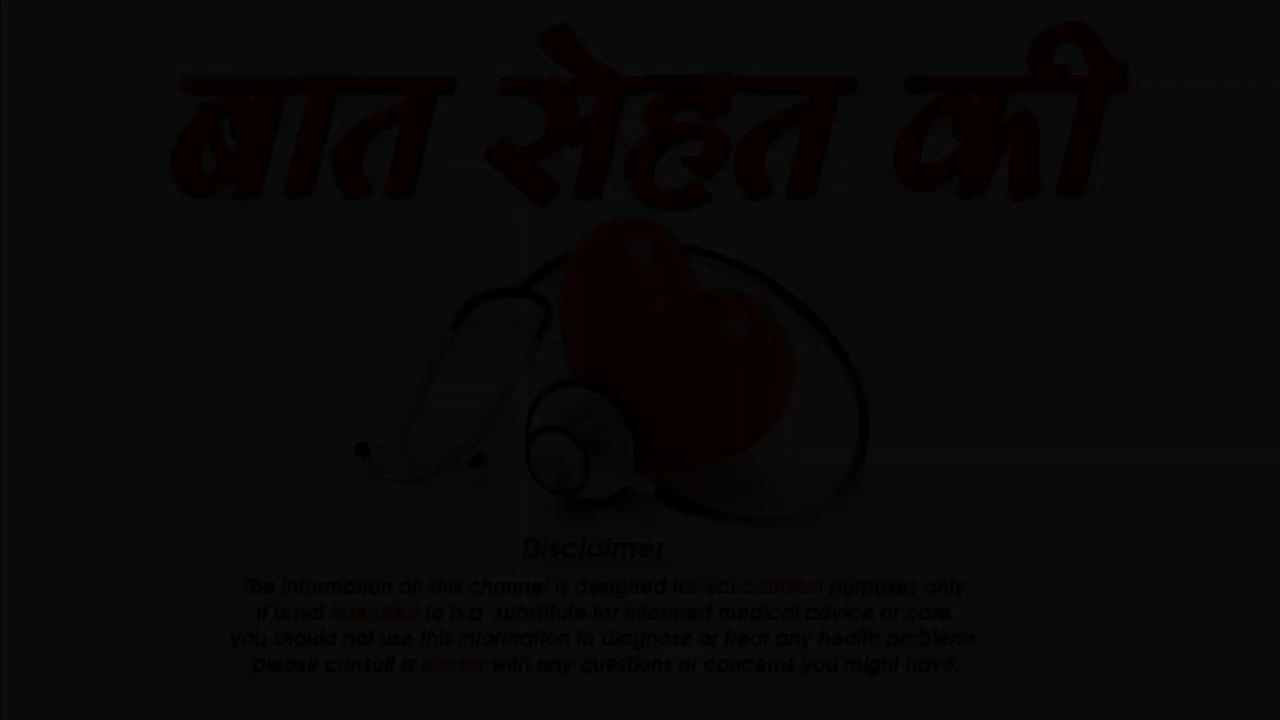 बात सेहत की
Disclaimer
The information on this channel is designed for educational purposes only.
it is not intended to b a substitute for informed medical advice or care.
you should not use this information to diagnose or treat any health problems.
please consult a doctor with any questions or concerns you might have.